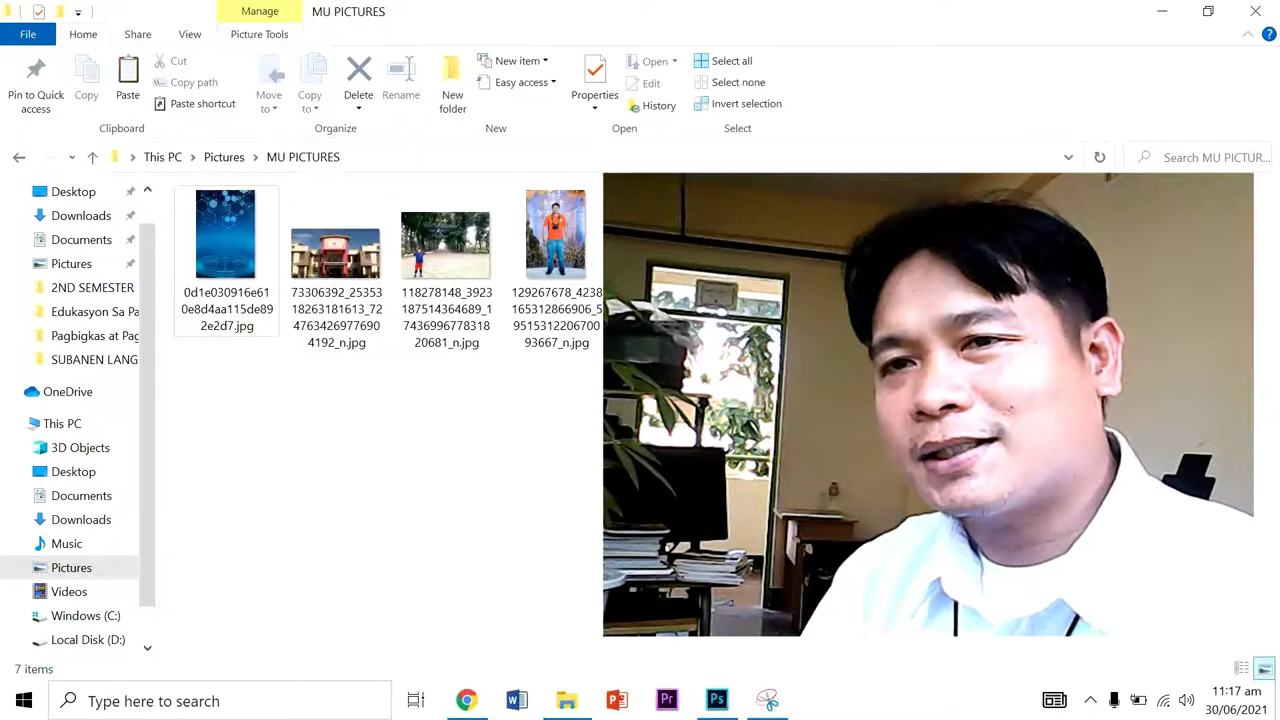 Manage
MU PICTURES
File
Home
Share
View
Picture Tools
Pin to Quick
access
Copy
Paste
Cut
Copy path
Paste shortcut
Clipboard
Move
to
Copy
to
Delete
Rename
Organize
New
folder
New item
Easy access
New
Properties
Open
Edit
History
Open
Select all
Select none
Invert selection
Select
This PC
Pictures
MU PICTURES
Search MU PICTUR...
Desktop
Downloads
Documents
Pictures
2ND SEMESTER
Edukasyon Sa Pa
Pagbigkas at Pag
SUBANEN LANG
OneDrive
This PC
3D Objects
Desktop
Documents
Downloads
Music
Pictures
Videos
Windows (C:)
Local Disk (D:)
0d1e030916e61
0e8d4aa115de89
2e2d7.jpg
73306392_25353
18263181613_72
4763426977690
4192_n.jpg
118278148_3923
187514364689_1
7436996778318
20681_n.jpg
129267678_4238
165312866395_5
9515312206700
93667_n.jpg
7 items
Type here to search
W
P
Pr
Ps
11:17 am
30/06/2021